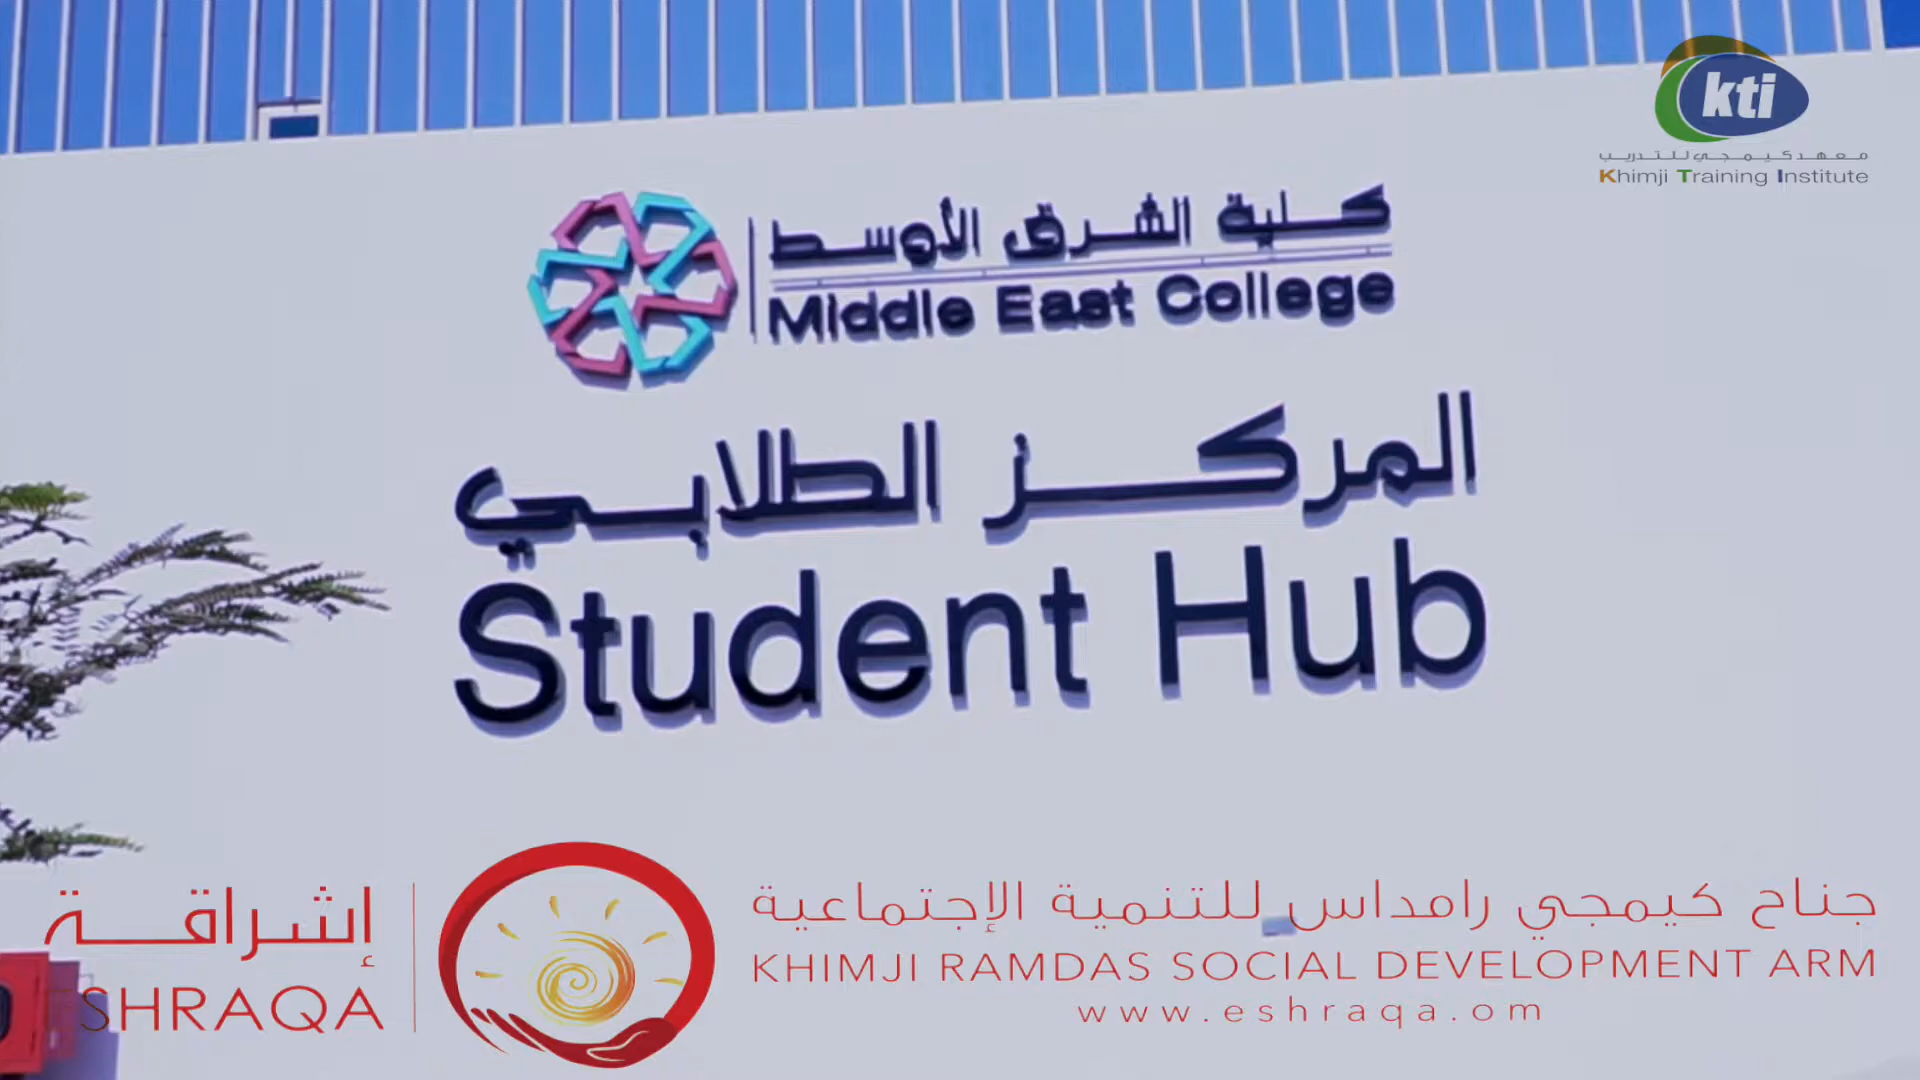 kti
معهد كيمجي للتدريب
Khimji Training Institute
كلية الشرق الأوسط
Middle East College
المركز الطلابي
Student Hub
إشراقة
ESHRAQA
جناح كيمجي رامداس للتنمية الإجتماعية
KHIMJI RAMDAS SOCIAL DEVELOPMENT ARM
www.eshraqa.om